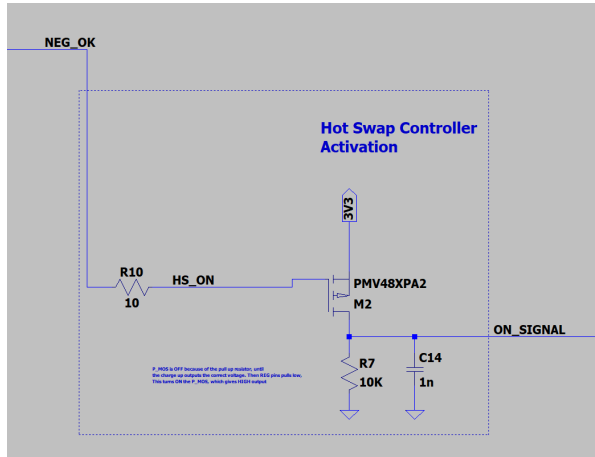 NEG_OK
Hot Swap Controller
Activation
3V3
R10
HS_ON
10
PMV48XPA2
M2
ON_SIGNAL
R7
10K
C14
1n
P_MOS is OFF because of the pull up resistor, until
the charge up outputs the correct voltage. Then REG pins pulls low,
This turns ON the P_MOS, which gives HIGH output